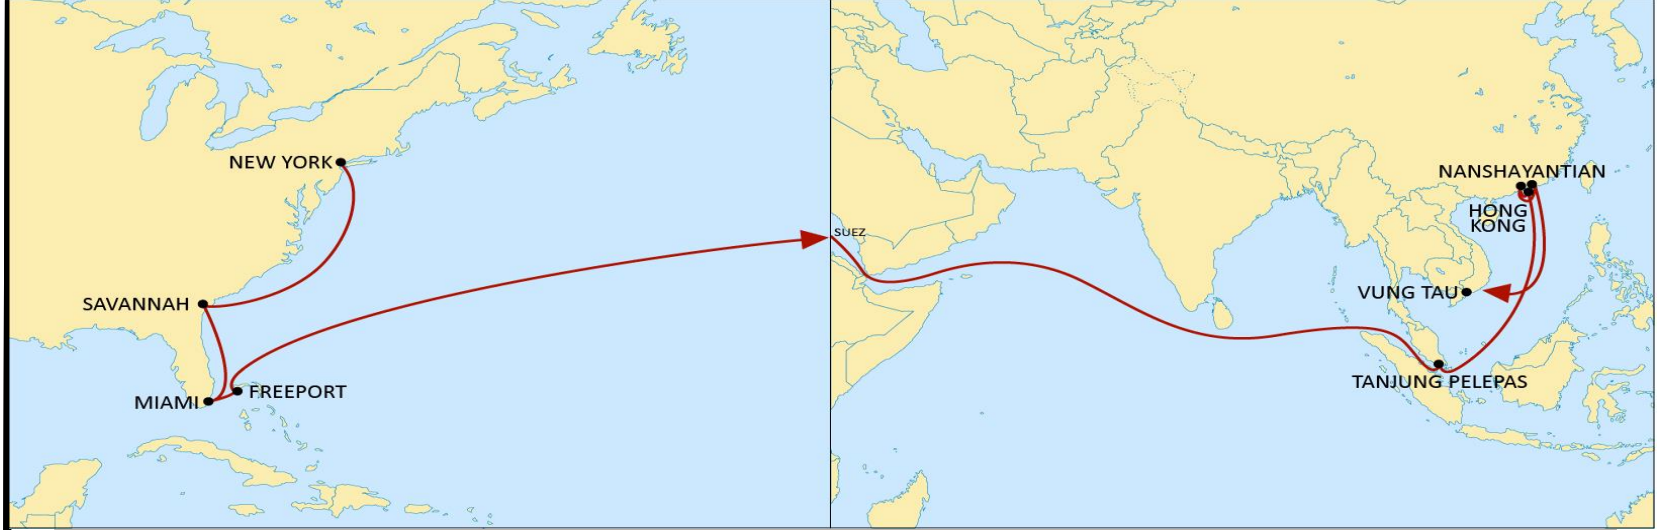 NEW YORK
SAVANNAH
MIAMI
FREEPORT
SUEZ
NANSHAYANTIAN
HONG
KONG
VUNG TAU
TANJUNG PELEPAS